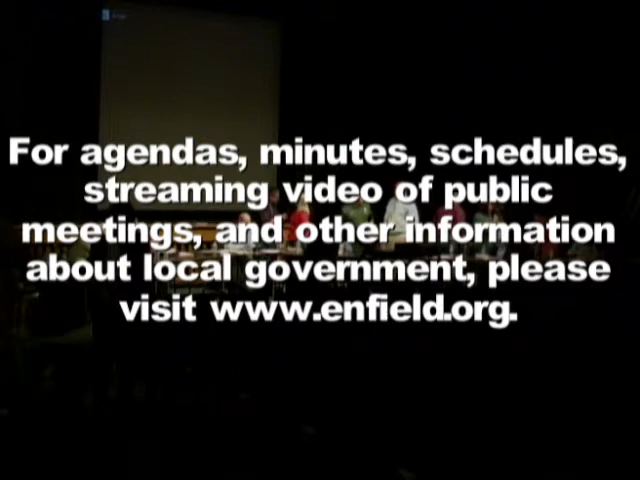 For agendas, minutes, schedules,
streaming video of public
meetings, and other information
about local government, please
visit www.enfield.org.